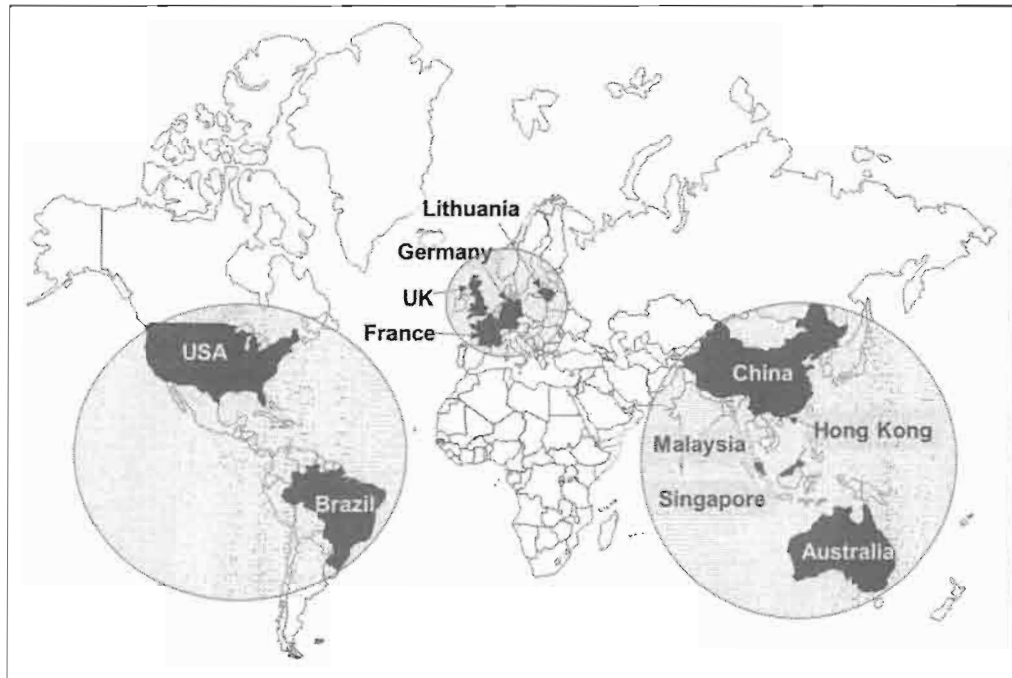 Lithuania
Germany
UK
France
USA
Brazil
China
Hong Kong
Malaysia
Singapore
Australia